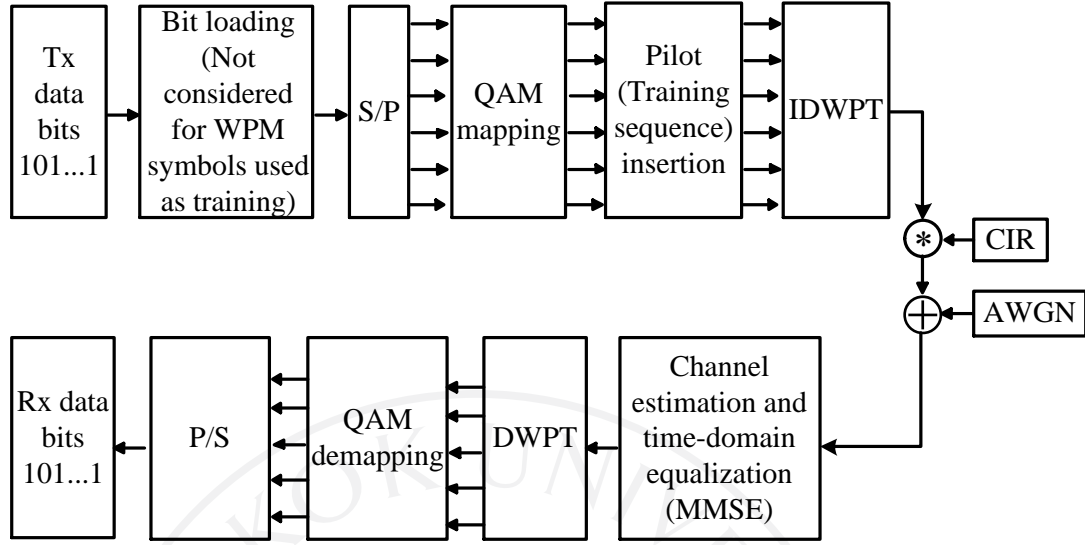 Tx
data
bits
101...1
Bit loading
(Not
considered
for WPM
symbols used
as training)
S/P
QAM
mapping
Pilot
(Training
sequence)
insertion
IDWPT
*
CIR
+
AWGN
Rx data
bits
101...1
P/S
QAM
demapping
DWPT
Channel
estimation and
time-domain
equalization
(MMSE)
KOK UNIV